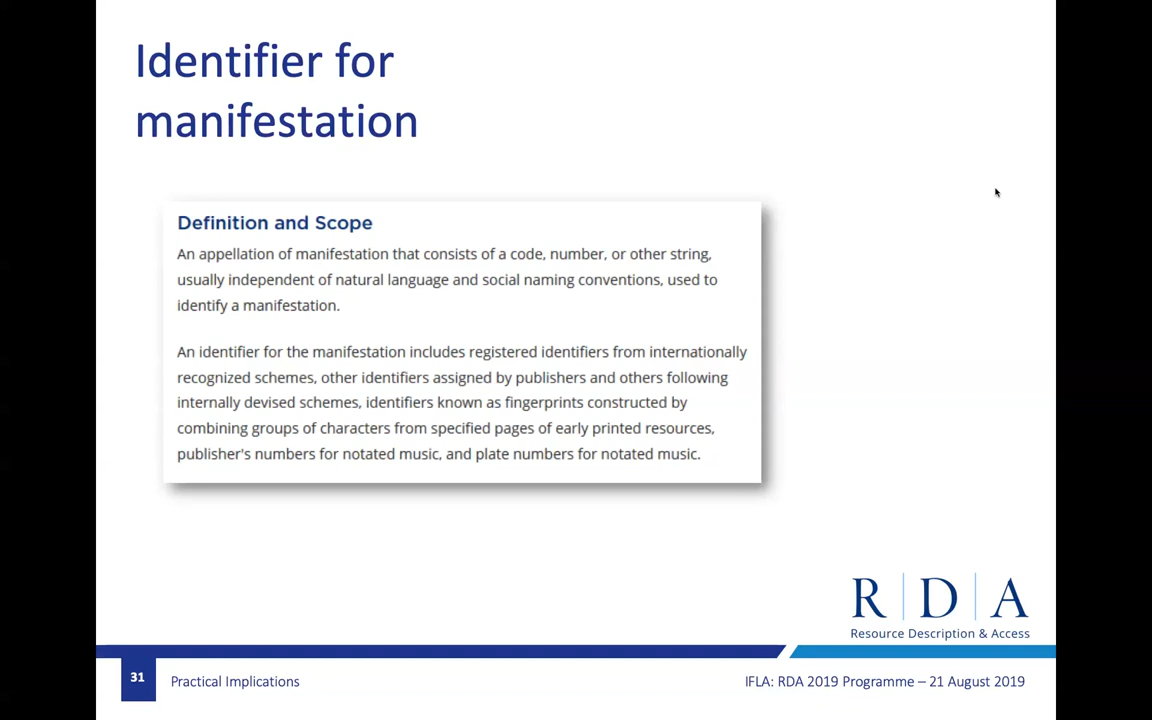 Identifier for
manifestation
Definition and Scope
An appellation of manifestation that consists of a code, number, or other string,
usually independent of natural language and social naming conventions, used to
identify a manifestation.
An identifier for the manifestation includes registered identifiers from internationally
recognized schemes, other identifiers assigned by publishers and others following
internally devised schemes, identifiers known as fingerprints constructed by
combining groups of characters from specified pages of early printed resources,
publisher's numbers for notated music, and plate numbers for notated music.
R D A
Resource Description & Access
31
Practical Implications
IFLA: RDA 2019 Programme – 21 August 2019